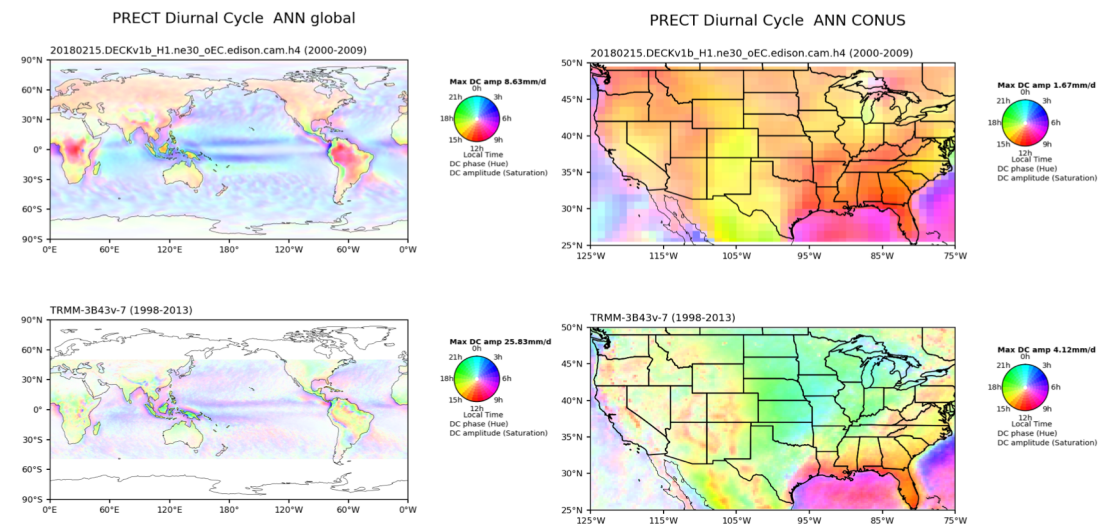 PRECT Diurnal Cycle  ANN global
20180215.DECKv1b_H1.ne30_oEC.edison.cam.h4 (2000-2009)
90°N
60°N
30°N
0°
30°S
60°S
90°S
0°E
60°E
120°E
180°
120°W
60°W
0°W
Max DC amp 8.63mm/d
0h
21h
3h
18h
6h
15h
9h
12h
Local Time
DC phase (Hue)
DC amplitude (Saturation)
PRECT Diurnal Cycle  ANN CONUS
20180215.DECKv1b_H1.ne30_oEC.edison.cam.h4 (2000-2009)
50°N
45°N
40°N
35°N
30°N
25°N
125°W
115°W
105°W
95°W
85°W
75°W
Max DC amp 1.67mm/d
0h
21h
3h
18h
6h
15h
9h
12h
Local Time
DC phase (Hue)
DC amplitude (Saturation)
TRMM-3B43v-7 (1998-2013)
90°N
60°N
30°N
0°
30°S
60°S
90°S
0°E
60°E
120°E
180°
120°W
60°W
0°W
Max DC amp 25.83mm/d
0h
21h
3h
18h
6h
15h
9h
12h
Local Time
DC phase (Hue)
DC amplitude (Saturation)
TRMM-3B43v-7 (1998-2013)
50°N
45°N
40°N
35°N
30°N
25°N
125°W
115°W
105°W
95°W
85°W
75°W
Max DC amp 4.12mm/d
0h
21h
3h
18h
6h
15h
9h
12h
Local Time
DC phase (Hue)
DC amplitude (Saturation)